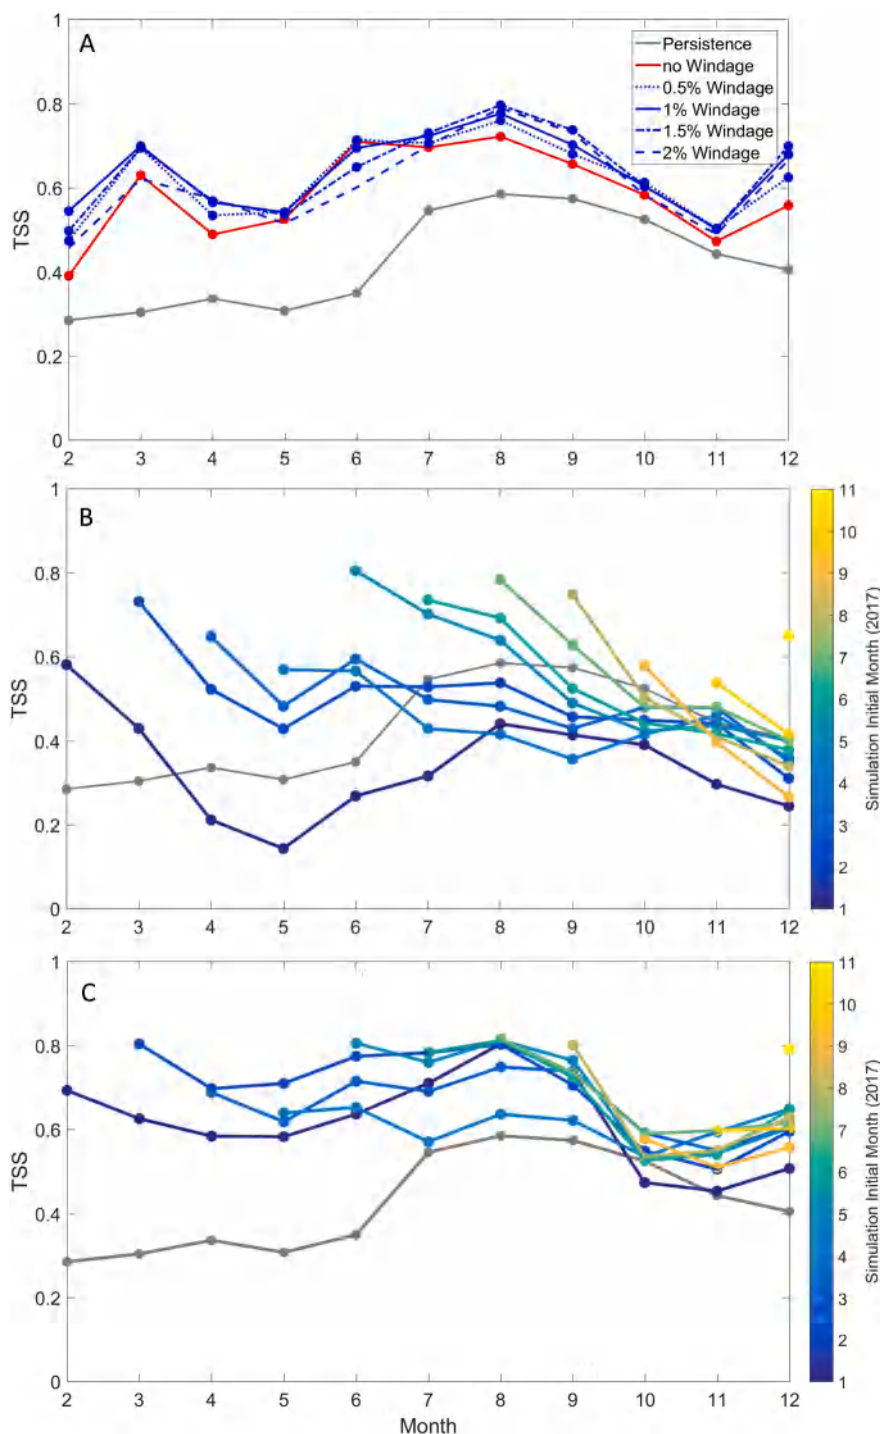 A
Persistence
no Windage
0.5% Windage
1% Windage
1.5% Windage
2% Windage
1
0.8
0.6
0.4
0.2
0
TSS
2 3 4 5 6 7 8 9 10 11 12
B
1
0.8
0.6
0.4
0.2
0
TSS
2 3 4 5 6 7 8 9 10 11 12
11
10
9
8
7
6
5
4
3
2
1
Simulation Initial Month (2017)
C
1
0.8
0.6
0.4
0.2
0
TSS
2 3 4 5 6 7 8 9 10 11 12
Month
11
10
9
8
7
6
5
4
3
2
1
Simulation Initial Month (2017)